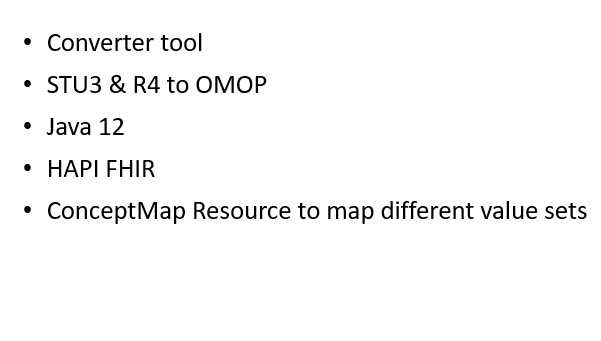 • Converter tool
• STU3 & R4 to OMOP
• Java 12
• HAPI FHIR
• ConceptMap Resource to map different value sets